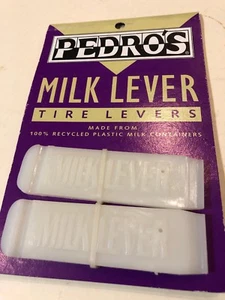 PEDRO'S
MILK LEVER
TIRE LEVERS
MADE FROM
100% RECYCLED PLASTIC MILK CONTAINERS
MILK LEVER
MILK LEVER